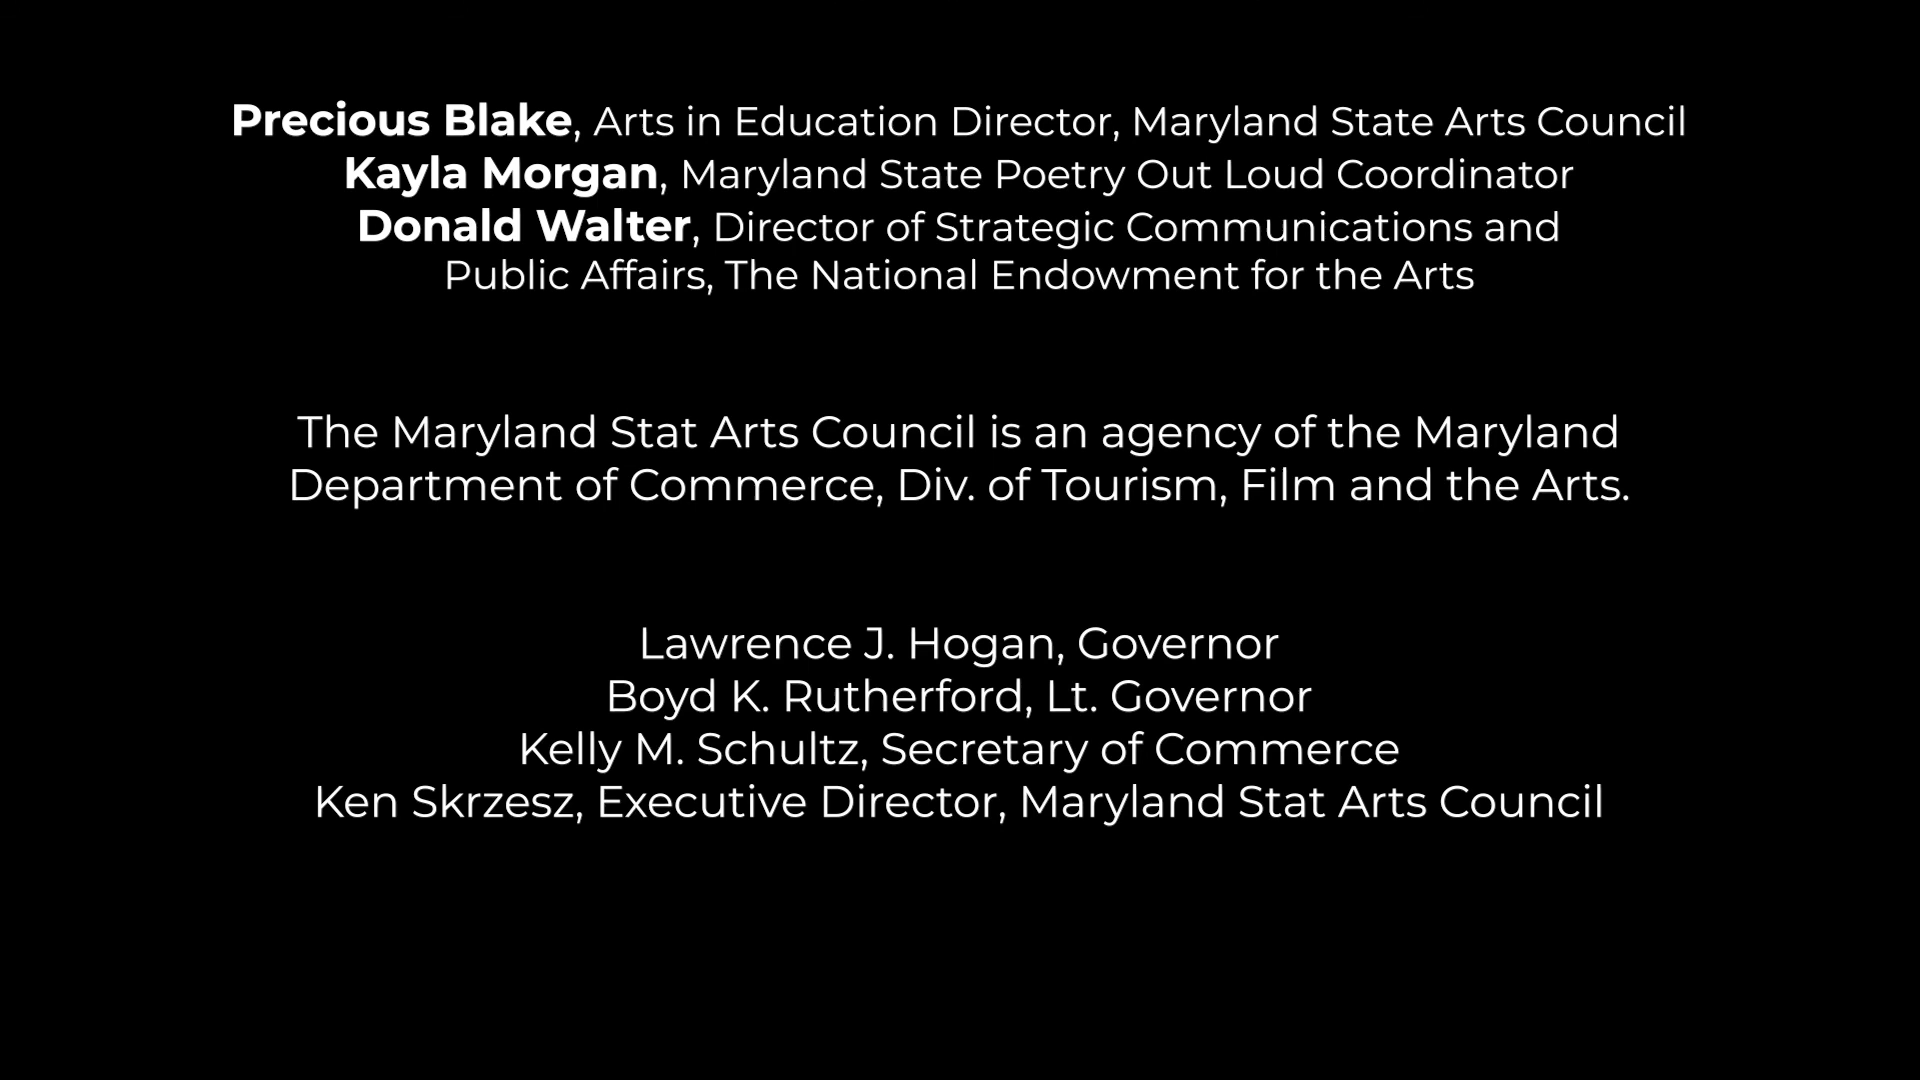 Precious Blake, Arts in Education Director, Maryland State Arts Council
Kayla Morgan, Maryland State Poetry Out Loud Coordinator
Donald Walter, Director of Strategic Communications and
Public Affairs, The National Endowment for the Arts
The Maryland Stat Arts Council is an agency of the Maryland
Department of Commerce, Div. of Tourism, Film and the Arts.
Lawrence J. Hogan, Governor
Boyd K. Rutherford, Lt. Governor
Kelly M. Schultz, Secretary of Commerce
Ken Skrzesz, Executive Director, Maryland Stat Arts Council